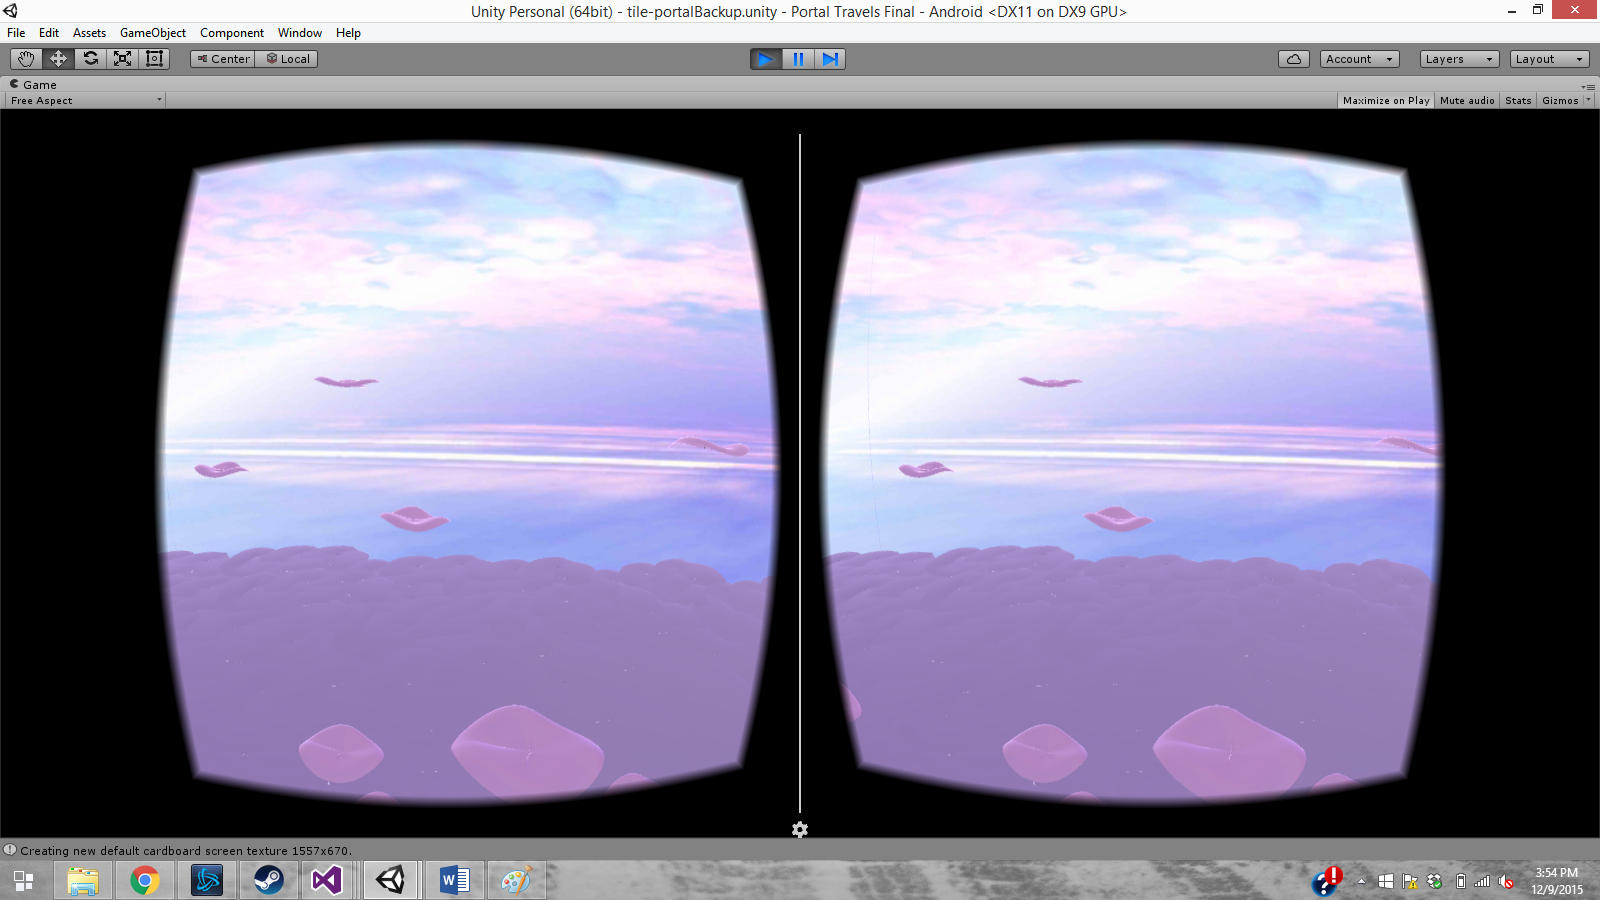 Unity Personal (64bit) - tile-portalBackup.unity - Portal Travels Final - Android <DX11 on DX9 GPU>
File Edit Assets GameObject Component Window Help
Center Local Account Layers Layout
Game
Free Aspect Maximize on Play Mute audio Stats Gizmos
Creating new default cardboard screen texture 1557x670.
3:54 PM
12/9/2015